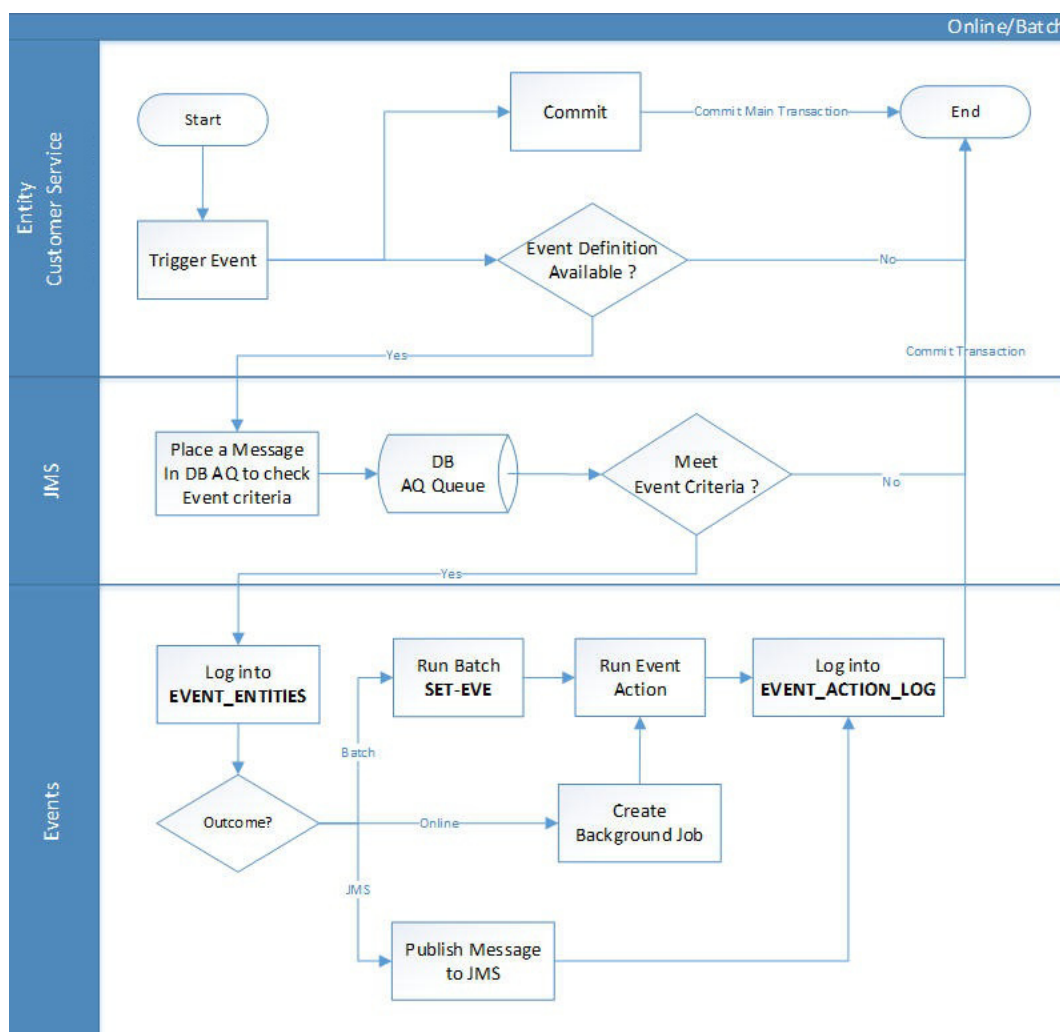 Online/Batch
Entity
Customer Service
Start
Commit
Commit Main Transaction
End
Trigger Event
Event Definition
Available ?
No
Yes
Commit Transaction
JMS
Place a Message
In DB AQ to check
Event criteria
DB
AQ Queue
Meet
Event Criteria ?
No
Yes
Events
Log into
EVENT_ENTITIES
Run Batch
SET-EVE
Run Event
Action
Log into
EVENT_ACTION_LOG
Batch
Outcome?
Online
Create
Background Job
JMS
Publish Message
to JMS